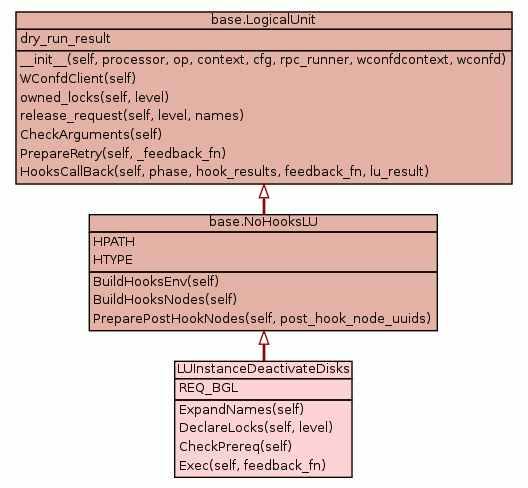 base.LogicalUnit
dry_run_result
__init__(self, processor, op, context, cfg, rpc_runner, wconfdcontext, wconfd)
WConfdClient(self)
owned_locks(self, level)
release_request(self, level, names)
CheckArguments(self)
PrepareRetry(self, _feedback_fn)
HooksCallBack(self, phase, hook_results, feedback_fn, lu_result)
base.NoHooksLU
HPATH
HTYPE
BuildHooksEnv(self)
BuildHooksNodes(self)
PreparePostHookNodes(self, post_hook_node_uuids)
LUInstanceDeactivateDisks
REQ_BGL
ExpandNames(self)
DeclareLocks(self, level)
CheckPrereq(self)
Exec(self, feedback_fn)